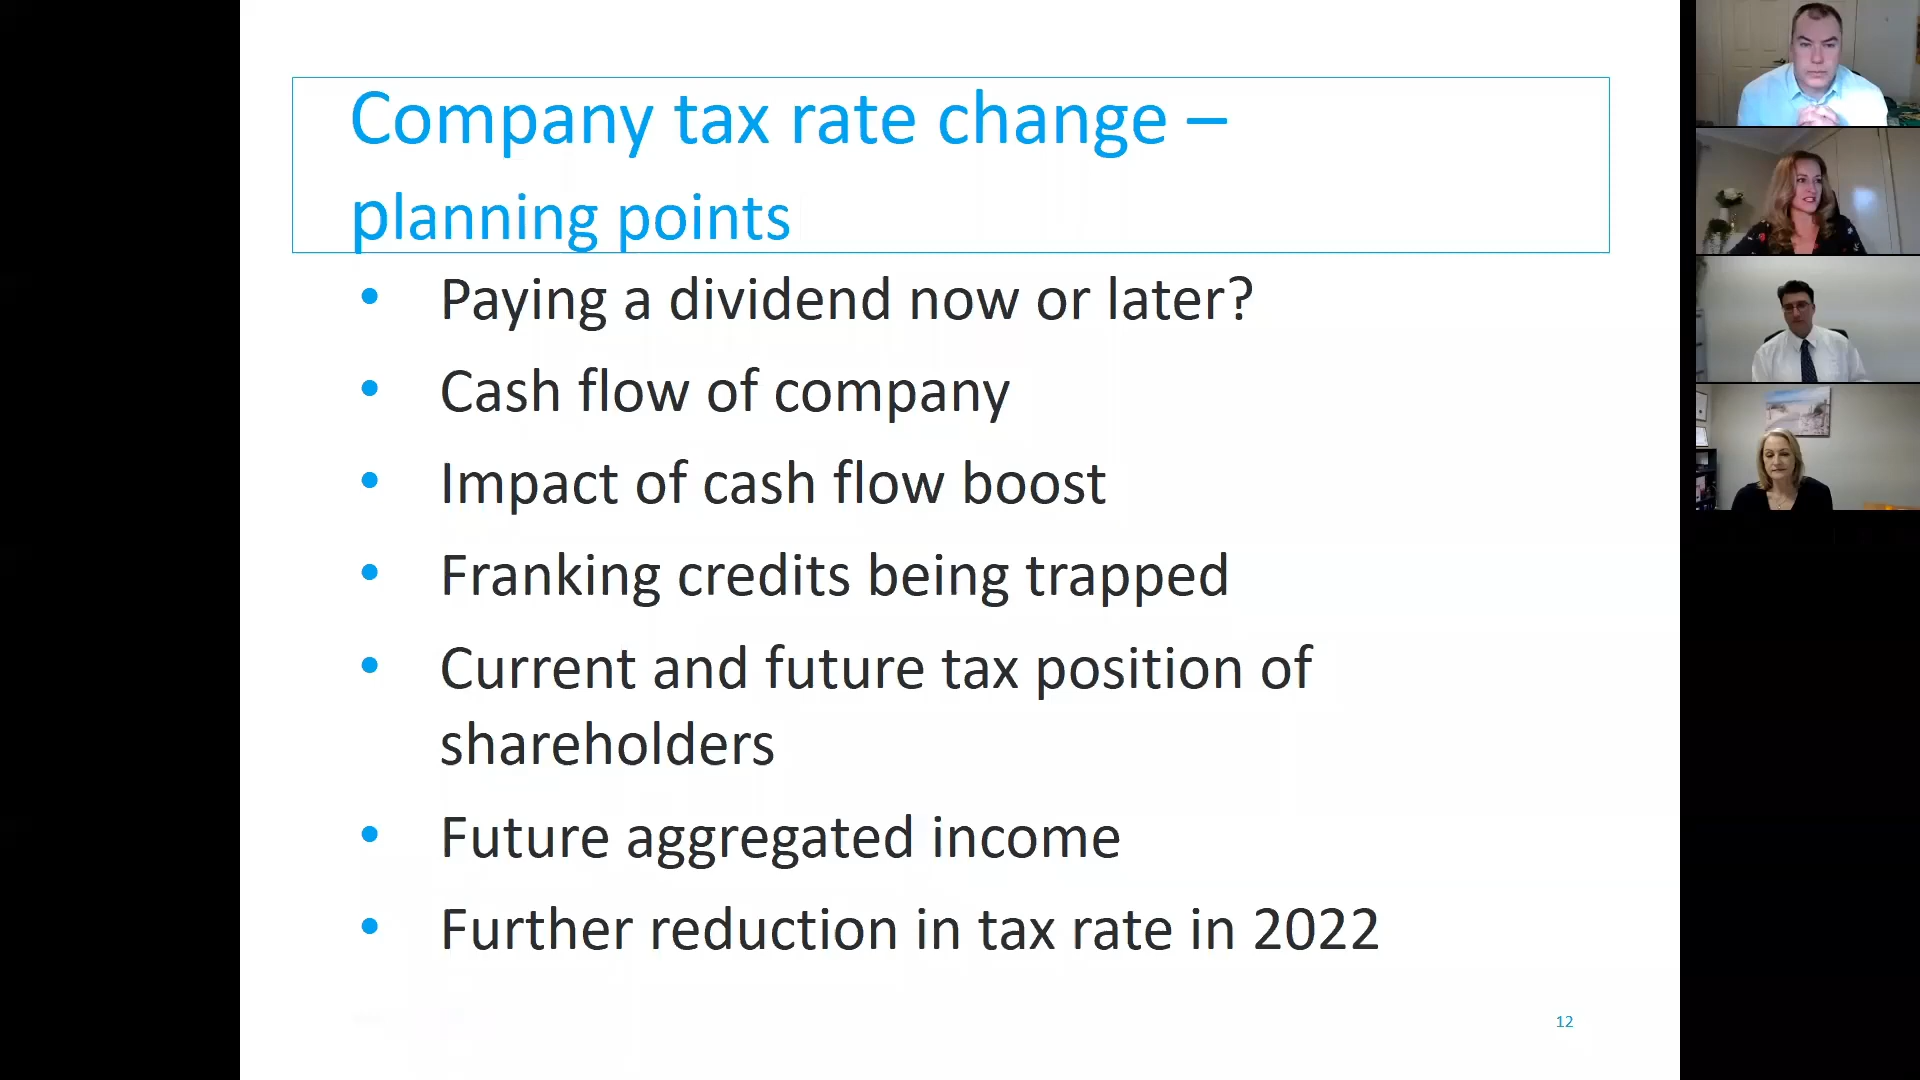 Company tax rate change –
planning points
• Paying a dividend now or later?
• Cash flow of company
• Impact of cash flow boost
• Franking credits being trapped
• Current and future tax position of
shareholders
• Future aggregated income
• Further reduction in tax rate in 2022
12